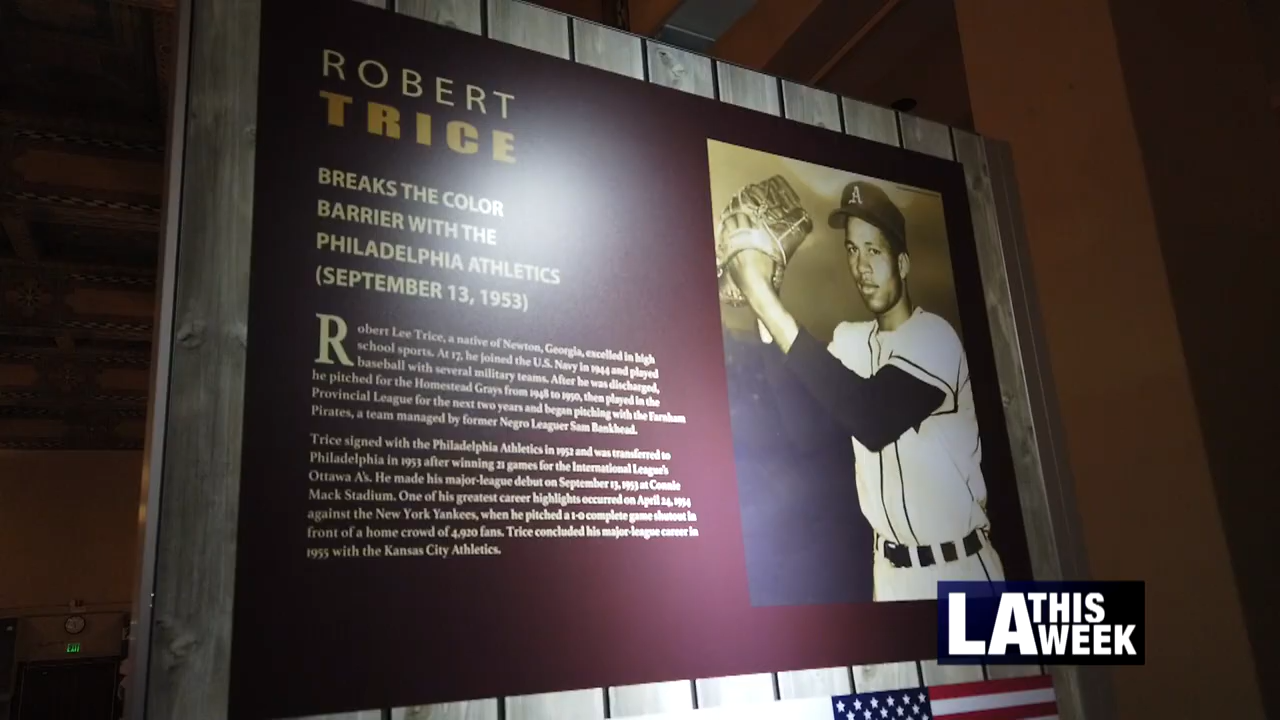 ROBERT
TRICE
BREAKS THE COLOR
BARRIER WITH THE
PHILADELPHIA ATHLETICS
(SEPTEMBER 13, 1953)
Robert Lee Trice, a native of Newton, Georgia, excelled in high
school sports. At 17, he joined the U.S. Navy in 1944 and played
baseball with several military teams. After he was discharged,
he pitched for the Homestead Grays from 1948 to 1950, then played in the
Provincial League for the next two years and began pitching with the Farnham
Pirates, a team managed by former Negro Leaguer Sam Bankhead.
Trice signed with the Philadelphia Athletics in 1952 and was transferred to
Philadelphia in 1953 after winning 21 games for the International League's
Ottawa A's. He made his major-league debut on September 13, 1953 at Connie
Mack Stadium. One of his greatest career highlights occurred on April 24, 1954
against the New York Yankees, when he pitched a 1-0 complete game shutout in
front of a home crowd of 4,920 fans. Trice concluded his major-league career in
1955 with the Kansas City Athletics.
A
EXIT
LA THIS
WEEK